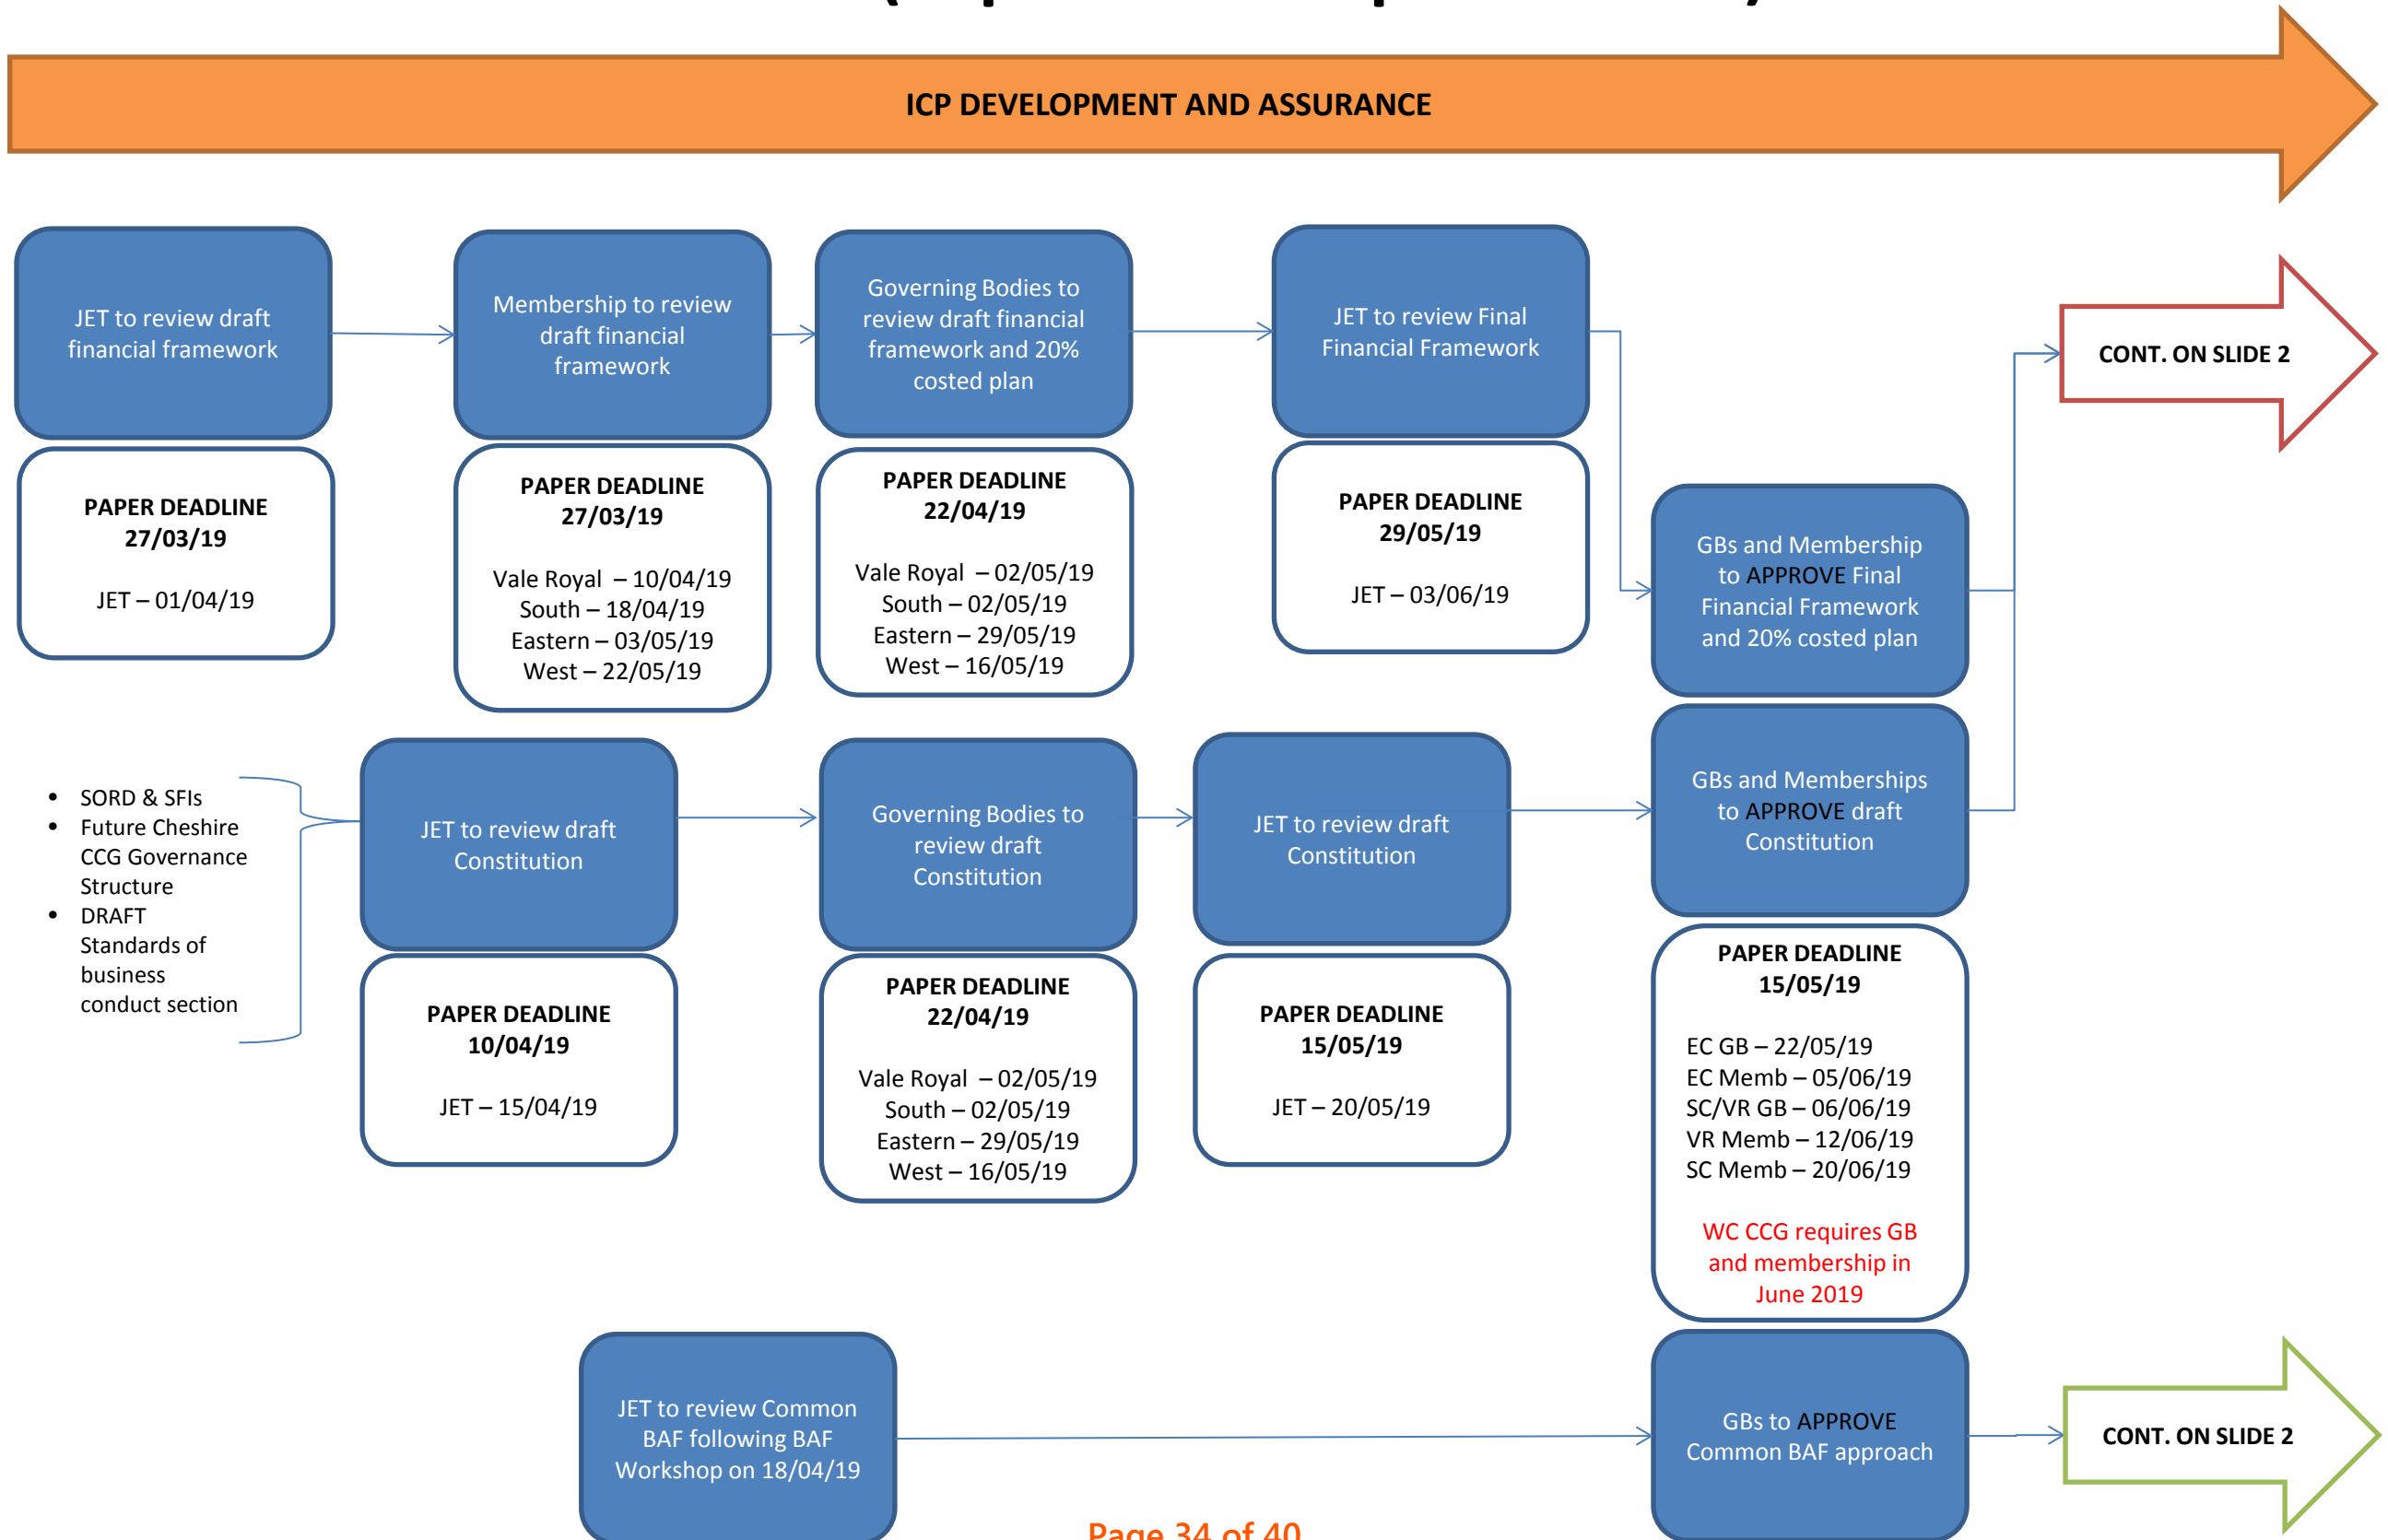 ICP DEVELOPMENT AND ASSURANCE
JET to review draft
financial framework
Membership to review
draft financial
framework
Governing Bodies to
review draft financial
framework and 20%
costed plan
JET to review Final
Financial Framework
CONT. ON SLIDE 2
PAPER DEADLINE
27/03/19
JET – 01/04/19
PAPER DEADLINE
27/03/19
Vale Royal – 10/04/19
South – 18/04/19
Eastern – 03/05/19
West – 22/05/19
PAPER DEADLINE
22/04/19
Vale Royal – 02/05/19
South – 02/05/19
Eastern – 29/05/19
West – 16/05/19
PAPER DEADLINE
29/05/19
JET – 03/06/19
GBs and Membership
to APPROVE Final
Financial Framework
and 20% costed plan
• SORD & SFIs
• Future Cheshire
CCG Governance
Structure
• DRAFT
Standards of
business
conduct section
JET to review draft
Constitution
Governing Bodies to
review draft
Constitution
JET to review draft
Constitution
GBs and Memberships
to APPROVE draft
Constitution
PAPER DEADLINE
10/04/19
JET – 15/04/19
PAPER DEADLINE
22/04/19
Vale Royal – 02/05/19
South – 02/05/19
Eastern – 29/05/19
West – 16/05/19
PAPER DEADLINE
15/05/19
JET – 20/05/19
PAPER DEADLINE
15/05/19
EC GB – 22/05/19
EC Memb – 05/06/19
SC/VR GB – 06/06/19
VR Memb – 12/06/19
SC Memb – 20/06/19
WC CCG requires GB
and membership in
June 2019
JET to review Common
BAF following BAF
Workshop on 18/04/19
GBs to APPROVE
Common BAF approach
CONT. ON SLIDE 2
Page 34 of 40